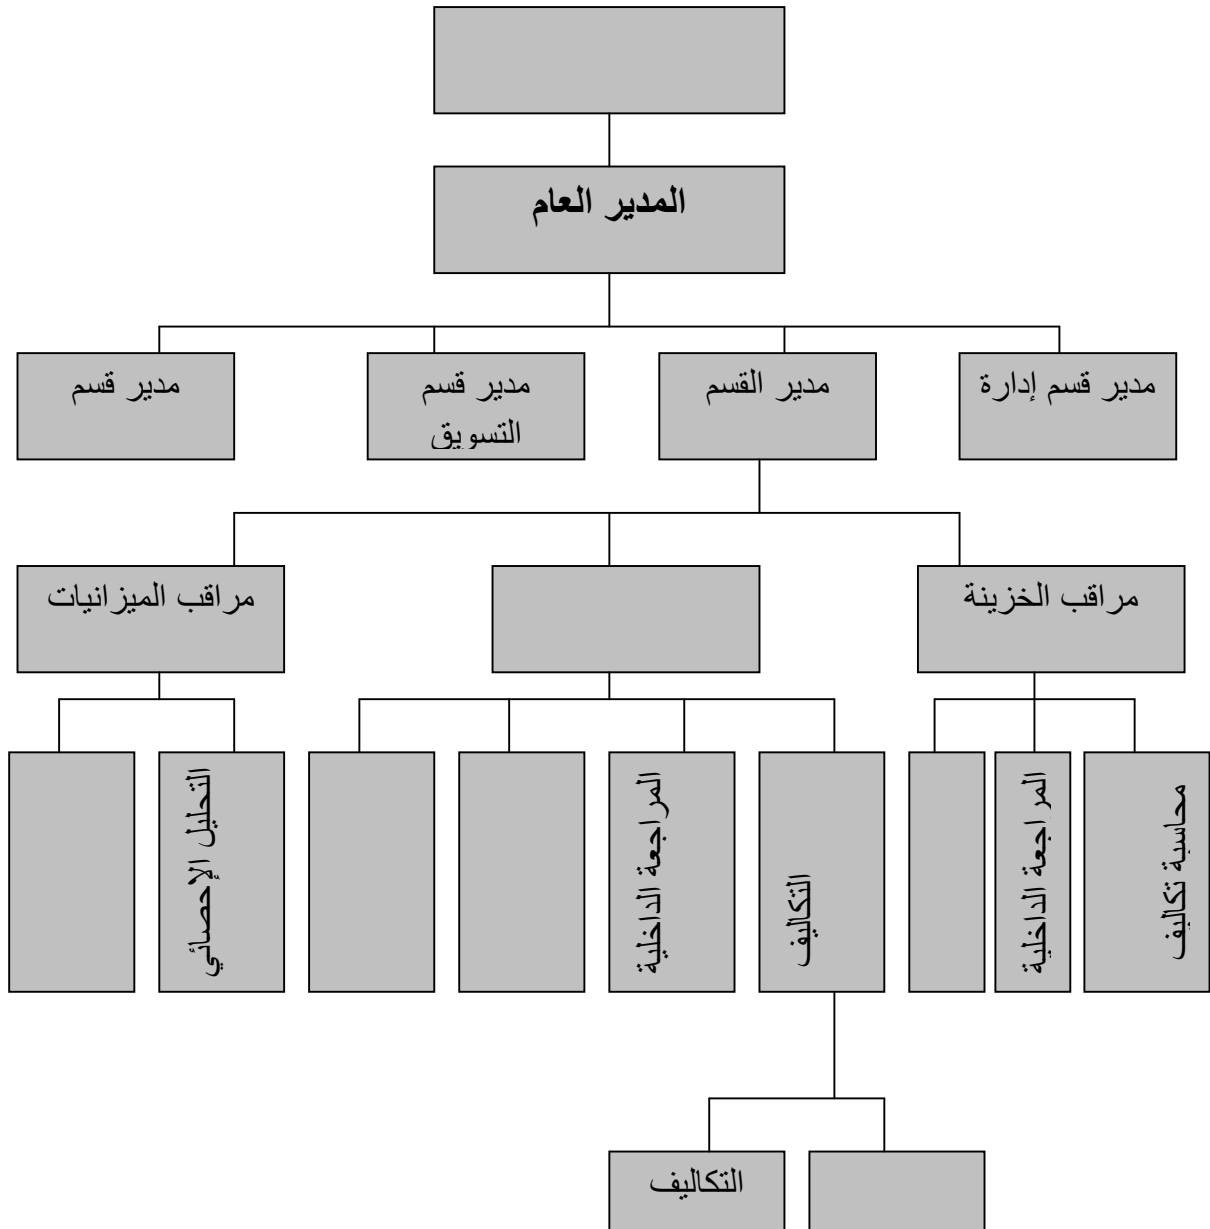 المدير العام
مدير قسم إدارة
مدير القسم
مدير قسم
التسويق
مدير قسم
مراقب الخزينة
مراقب الميزانيات
محاسبة تكاليف
المراجعة الداخلية
التكاليف
المراجعة الداخلية
التحليل الإحصائي
التكاليف